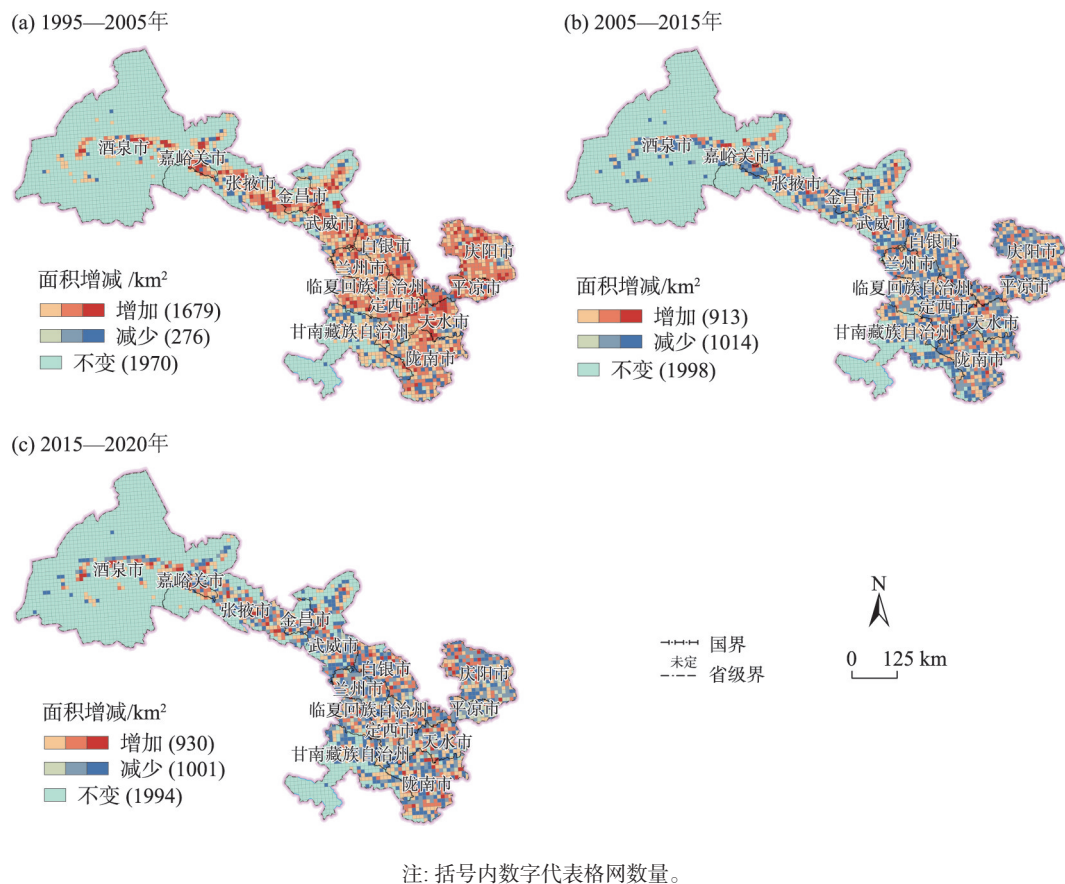 (a) 1995—2005年
酒泉市
嘉峪关市
张掖市
金昌市
武威市
白银市
兰州市
庆阳市
临夏回族自治州
平凉市
定西市
天水市
甘南藏族自治州
陇南市
面积增减 /km²
增加 (1679)
减少 (276)
不变 (1970)
(b) 2005—2015年
酒泉市
嘉峪关市
张掖市
金昌市
武威市
白银市
兰州市
庆阳市
临夏回族自治州
平凉市
定西市
天水市
甘南藏族自治州
陇南市
面积增减/km²
增加 (913)
减少 (1014)
不变 (1998)
(c) 2015—2020年
酒泉市
嘉峪关市
张掖市
金昌市
武威市
白银市
兰州市
庆阳市
临夏回族自治州
平凉市
定西市
天水市
甘南藏族自治州
陇南市
面积增减/km²
增加 (930)
减少 (1001)
不变 (1994)
N
国界
未定
省级界
0 125 km
注: 括号内数字代表格网数量。